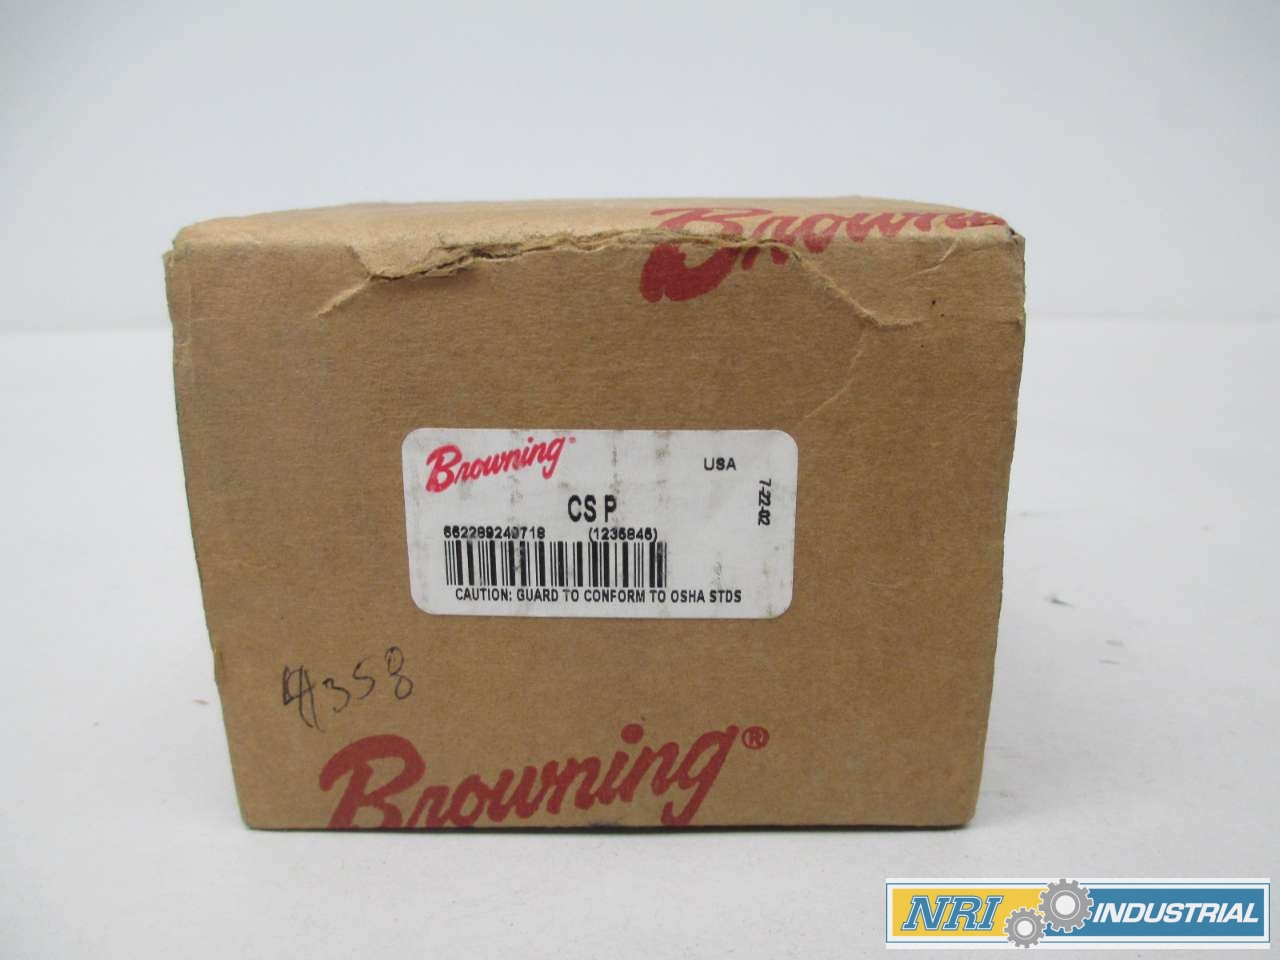 Browning
Browning
USA
7-22-02
CS P
662289240718 (1235846)
CAUTION: GUARD TO CONFORM TO OSHA STDS
#358
Browning®
NRI INDUSTRIAL